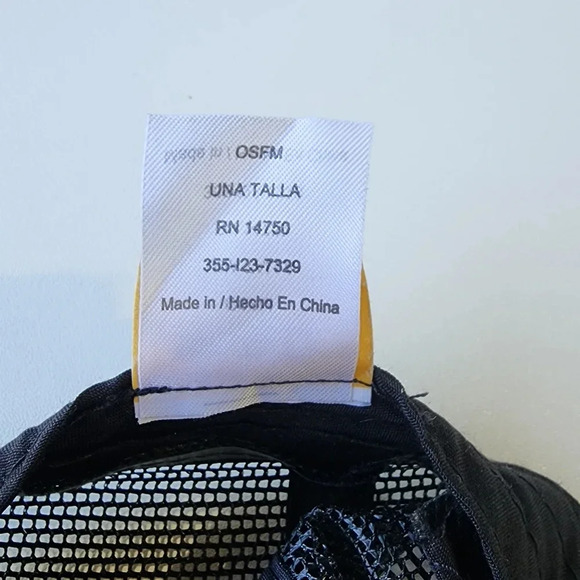 OSFM
UNA TALLA
RN 14750
355-I23-7329
Made in / Hecho En China